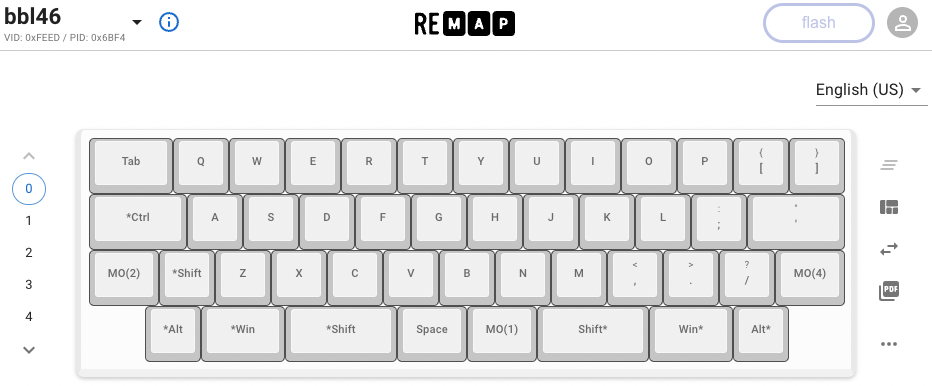 bbl46
VID: 0xFEED / PID: 0x6BF4
REMAP
flash
English (US)
0
1
2
3
4
Tab Q W E R T Y U I O P { [ } ]
*Ctrl A S D F G H J K L : ; " '
MO(2) *Shift Z X C V B N M < , > . ? / MO(4)
*Alt *Win *Shift Space MO(1) Shift* Win* Alt*
PDF